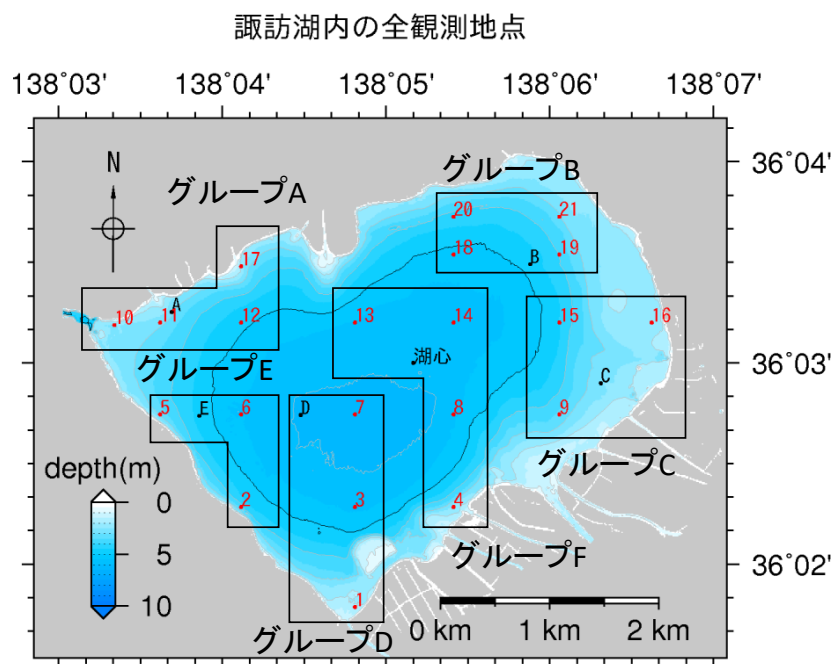 諏訪湖内の全観測地点
138°03' 138°04' 138°05' 138°06' 138°07'
36°04'
N
グループA
グループB
20 21
17
18 19
B
A
10 11 12 13 14 15 16
湖心
36°03'
グループE
C
5 E 6 D 7 8 9
グループC
depth(m)
0
5
10
2 3 4
グループF
36°02'
1
0 km 1 km 2 km
グループD